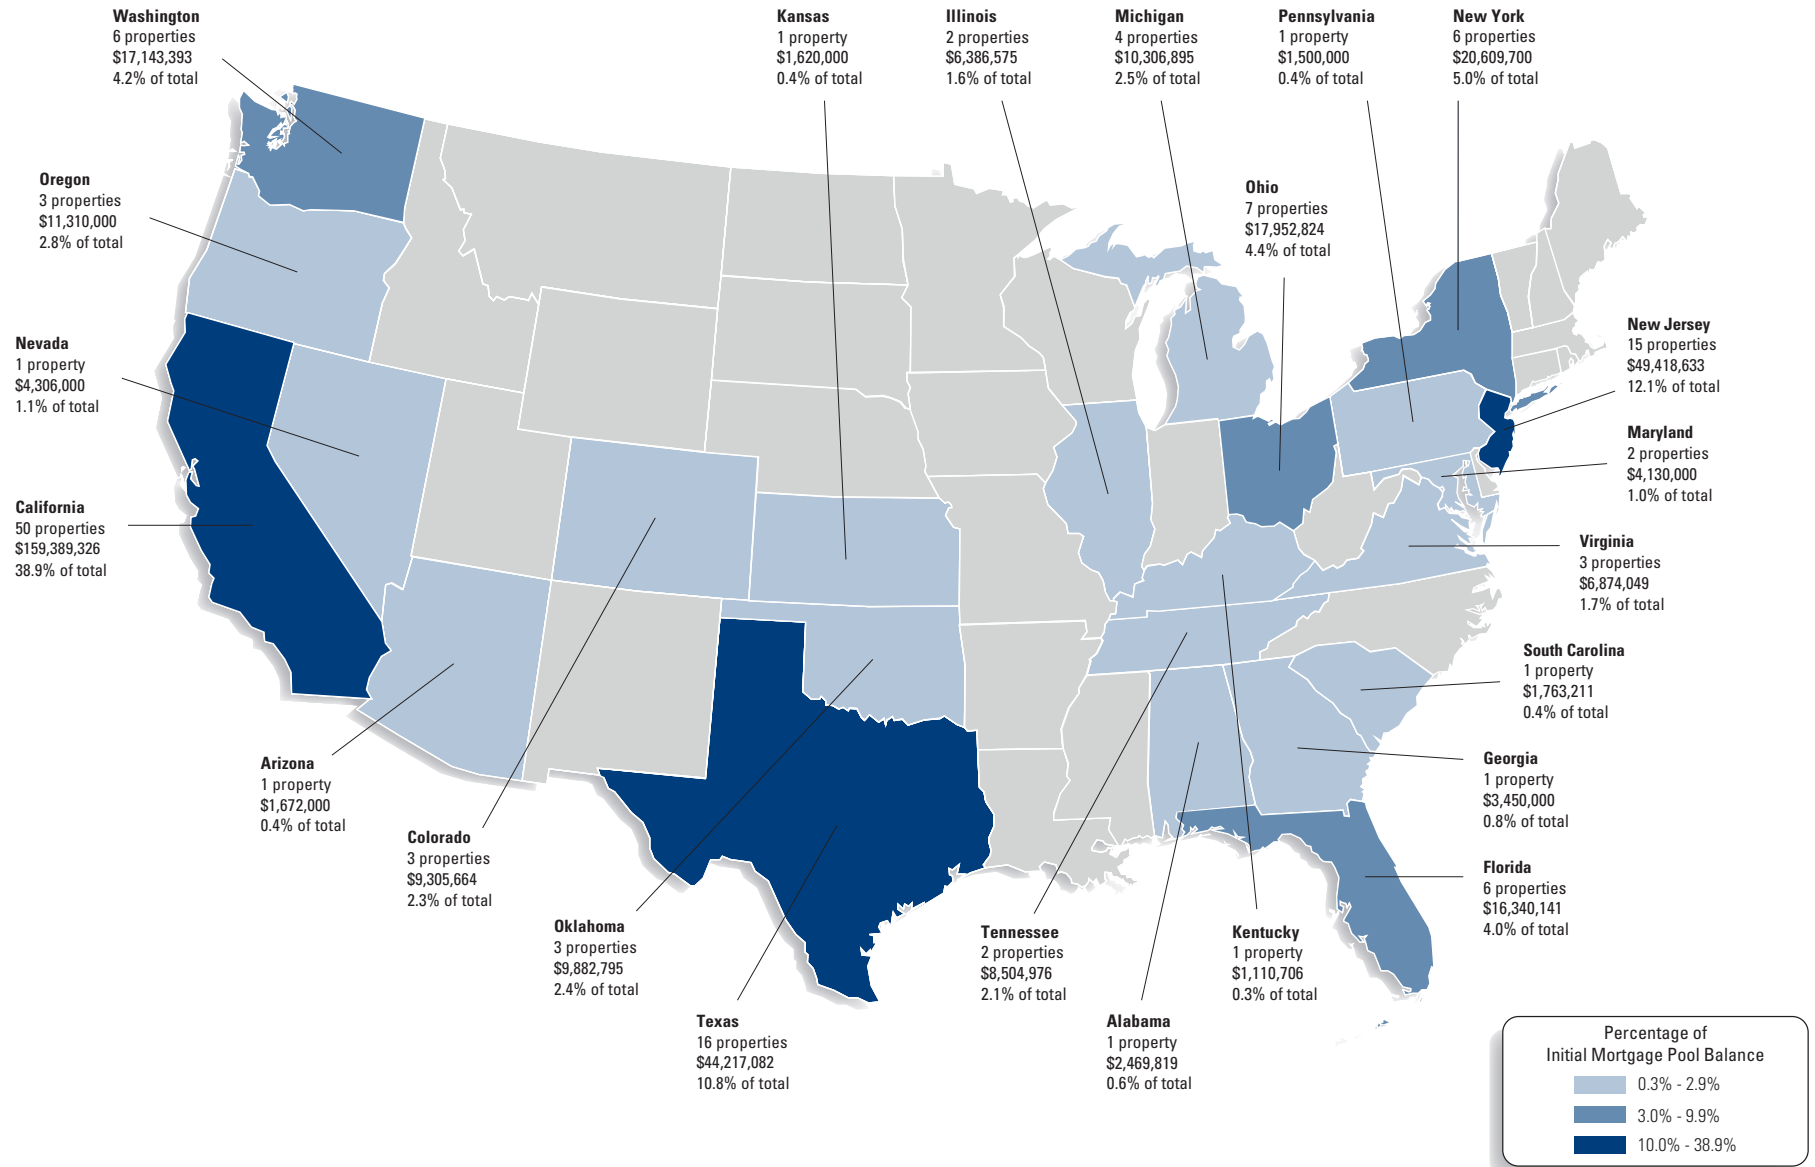 Washington
6 properties
$17,143,393
4.2% of total
Kansas
1 property
$1,620,000
0.4% of total
Illinois
2 properties
$6,386,575
1.6% of total
Michigan
4 properties
$10,306,895
2.5% of total
Pennsylvania
1 property
$1,500,000
0.4% of total
New York
6 properties
$20,609,700
5.0% of total
Oregon
3 properties
$11,310,000
2.8% of total
Ohio
7 properties
$17,952,824
4.4% of total
Nevada
1 property
$4,306,000
1.1% of total
New Jersey
15 properties
$49,418,633
12.1% of total
Maryland
2 properties
$4,130,000
1.0% of total
California
50 properties
$159,389,326
38.9% of total
Virginia
3 properties
$6,874,049
1.7% of total
South Carolina
1 property
$1,763,211
0.4% of total
Arizona
1 property
$1,672,000
0.4% of total
Georgia
1 property
$3,450,000
0.8% of total
Colorado
3 properties
$9,305,664
2.3% of total
Florida
6 properties
$16,340,141
4.0% of total
Oklahoma
3 properties
$9,882,795
2.4% of total
Tennessee
2 properties
$8,504,976
2.1% of total
Kentucky
1 property
$1,110,706
0.3% of total
Texas
16 properties
$44,217,082
10.8% of total
Alabama
1 property
$2,469,819
0.6% of total
Percentage of
Initial Mortgage Pool Balance
0.3% - 2.9%
3.0% - 9.9%
10.0% - 38.9%